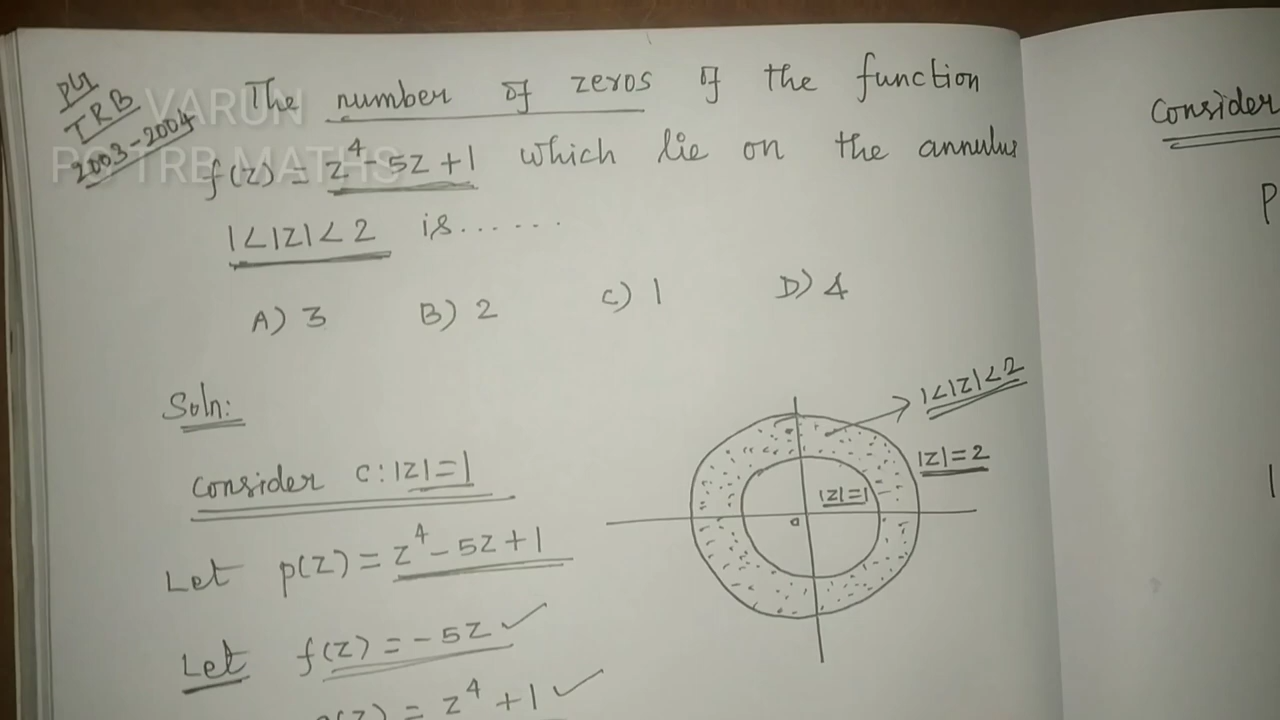 PG
TRB
2003-2004
VARUN
PG TRB MATHS
The number of zeros of the function
f(z) = z⁴ - 5z + 1 which lie on the annulus
1<|z|<2 is......
A) 3 B) 2 C) 1 D) 4
Soln:
Consider C: |z|=1
Let p(z) = z⁴ - 5z + 1
Let f(z) = -5z ✓
(z) = z⁴ + 1 ✓
1<|z|<2
|z|=2
|z|=1
Consider
P